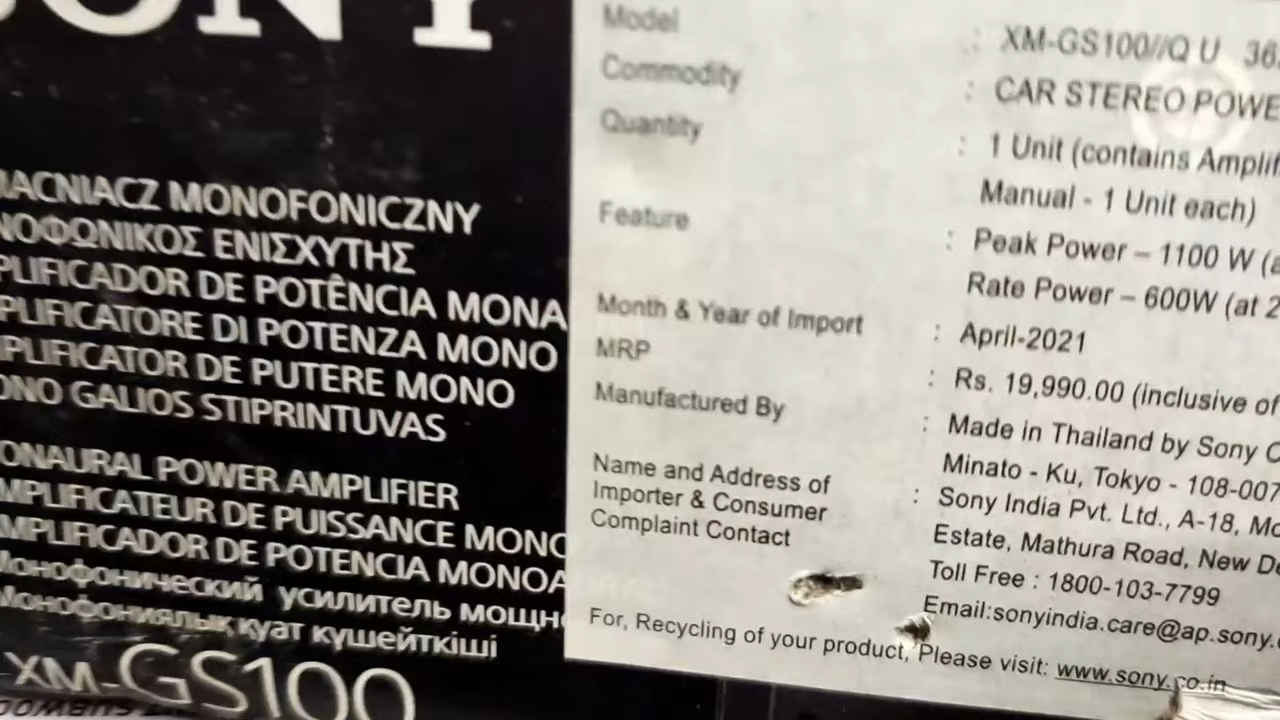 SONY
MACNIACZ MONOFONICZNY
ΝΟΦΩΝΙΚΟΣ ΕΝΙΣΧΥΤΗΣ
PLIFICADOR DE POTÊNCIA MONA
PLIFICATORE DI POTENZA MONO
PLIFICATOR DE PUTERE MONO
ONO GALIOS STIPRINTUVAS
ONAURAL POWER AMPLIFIER
MPLIFICATEUR DE PUISSANCE MONO
MPLIFICADOR DE POTENCIA MONOA
Монофонический усилитель мощн
Монофониялық қуат күшейткіші
XM-GS100
Model : XM-GS100//Q U 36
Commodity : CAR STEREO POWE
Quantity : 1 Unit (contains Amplif
Manual - 1 Unit each)
Feature : Peak Power – 1100 W (a
Rate Power – 600W (at 2
Month & Year of Import : April-2021
MRP : Rs. 19,990.00 (inclusive of
Manufactured By : Made in Thailand by Sony C
Minato - Ku, Tokyo - 108-007
Name and Address of : Sony India Pvt. Ltd., A-18, Mo
Importer & Consumer Estate, Mathura Road, New De
Complaint Contact Toll Free : 1800-103-7799
Email:sonyindia.care@ap.sony.
For, Recycling of your product, Please visit: www.sony.co.in